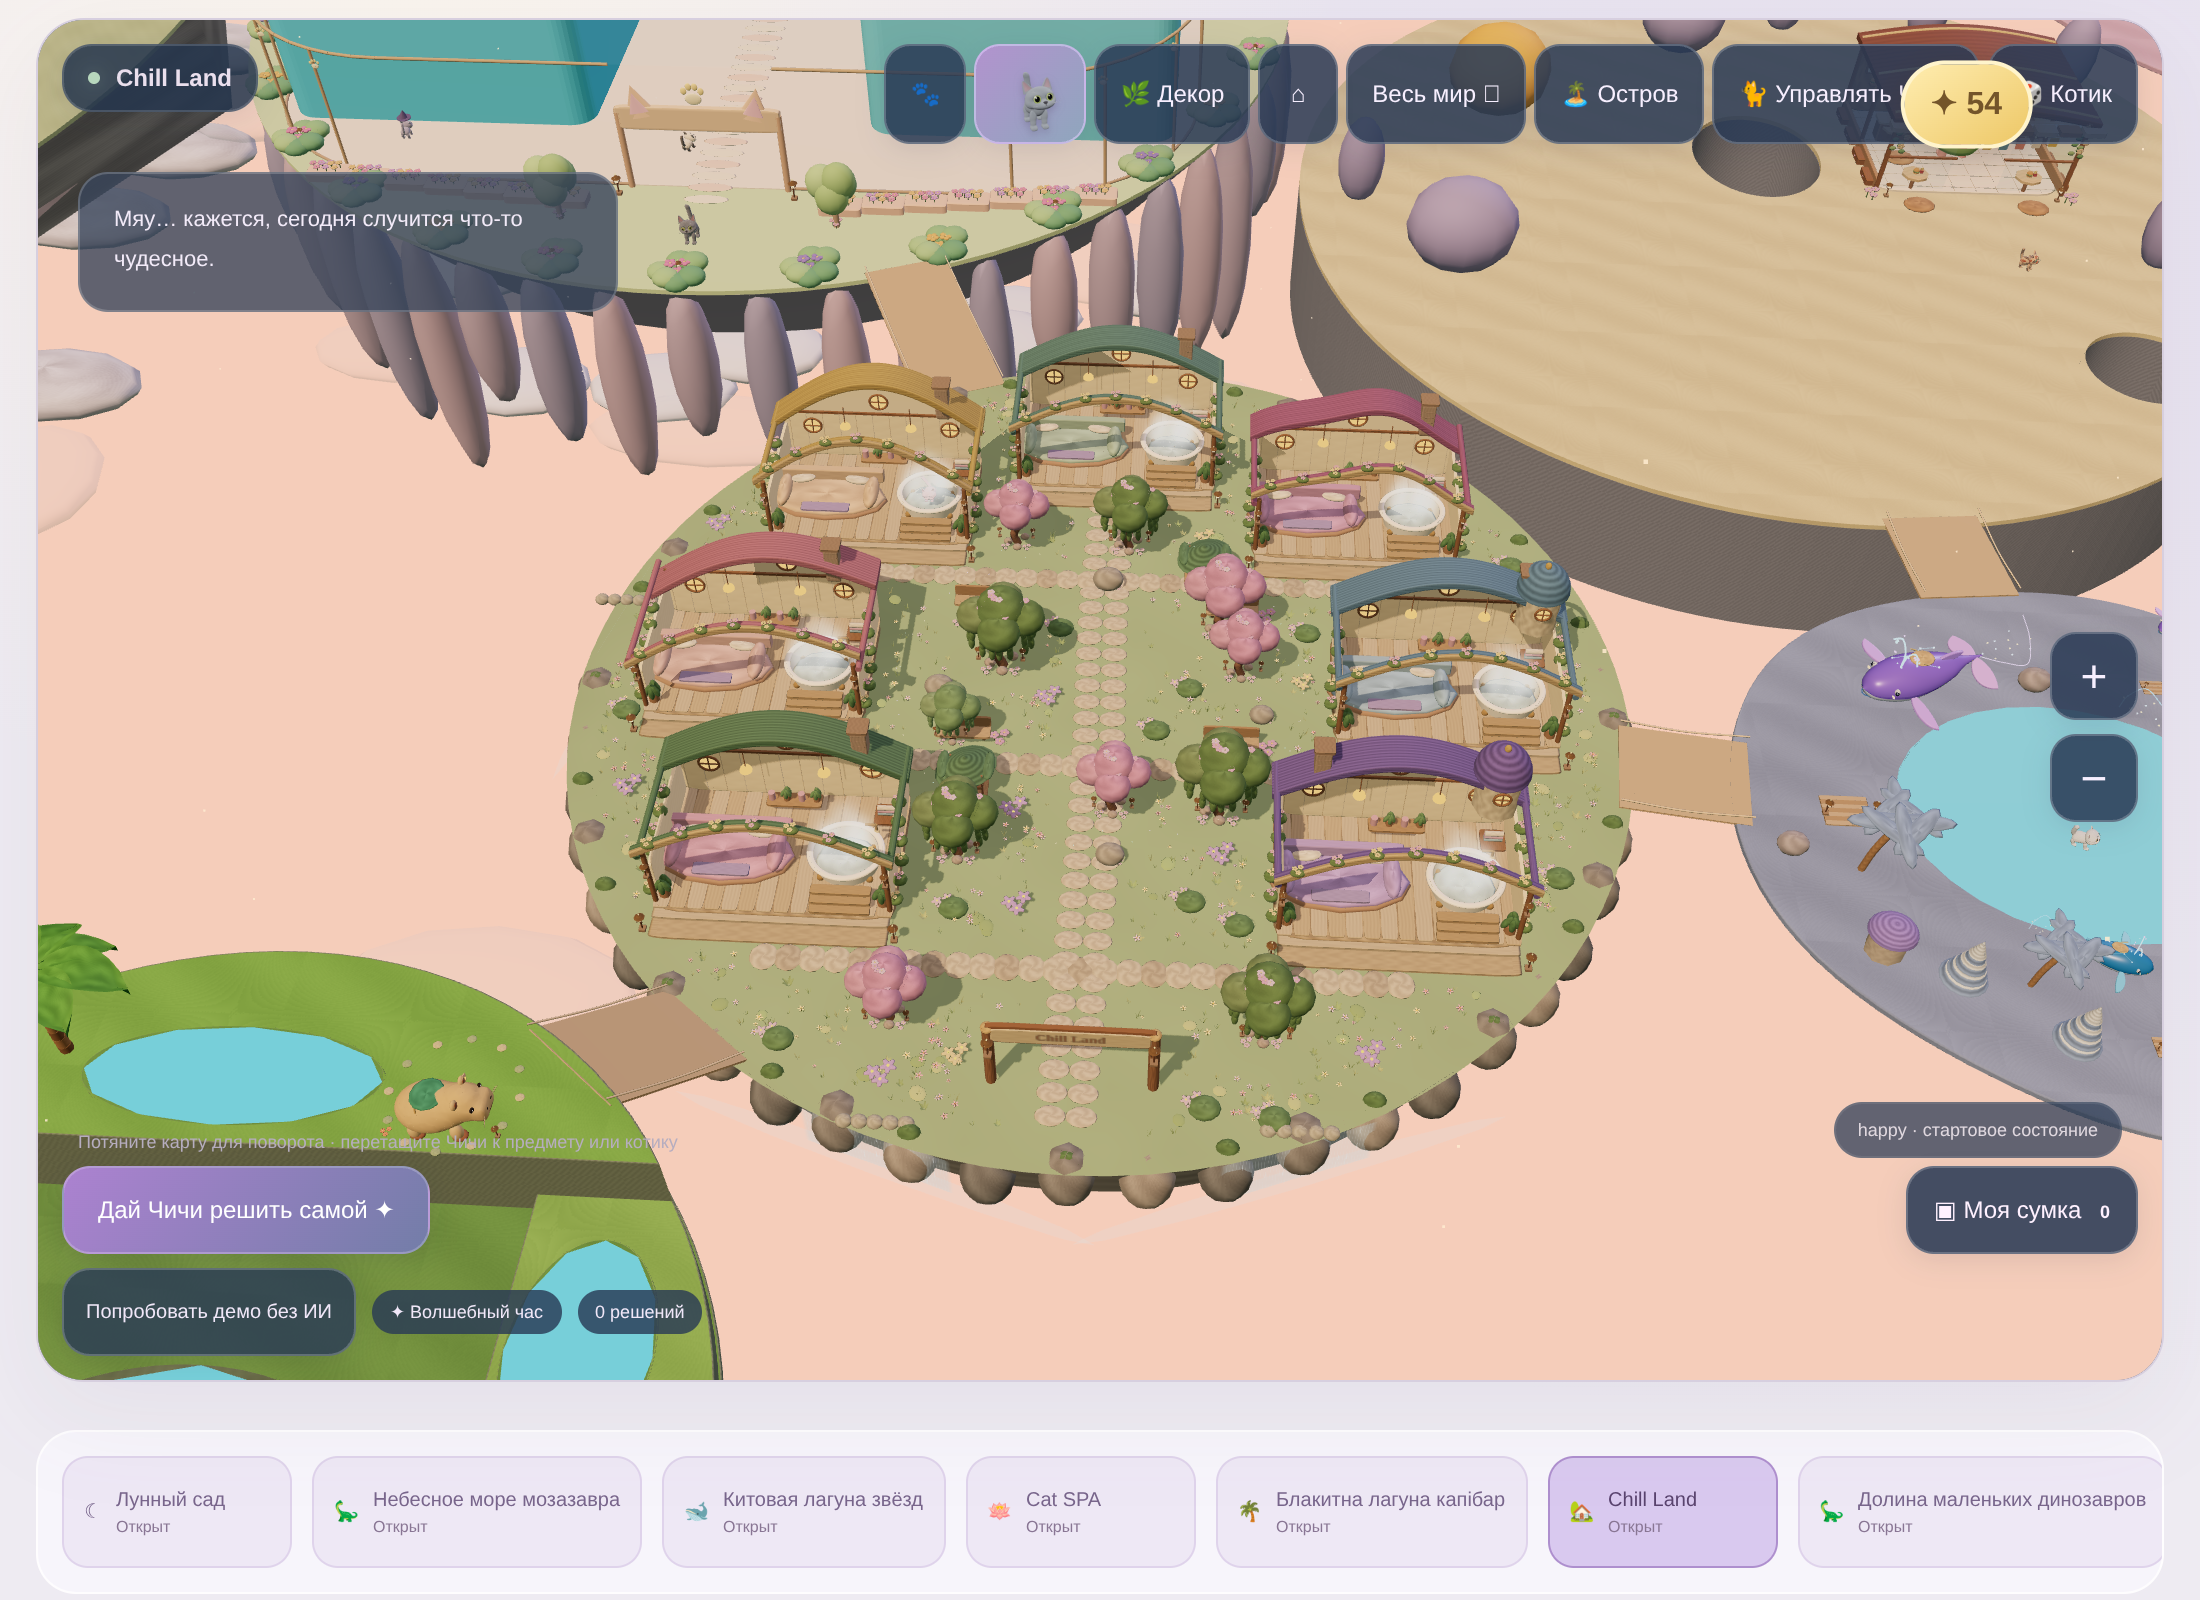 Chill Land
Декор
Весь мир
Остров
Управлять
54
Котик
Мяу… кажется, сегодня случится что-то
чудесное.
+
−
Chill Land
Потяните карту для поворота · перетащите Чичи к предмету или котику
happy · стартовое состояние
Дай Чичи решить самой
Моя сумка 0
Попробовать демо без ИИ
Волшебный час
0 решений
Лунный сад
Открыт
Небесное море мозазавра
Открыт
Китовая лагуна звёзд
Открыт
Cat SPA
Открыт
Блакитна лагуна капібар
Открыт
Chill Land
Открыт
Долина маленьких динозавров
Открыт